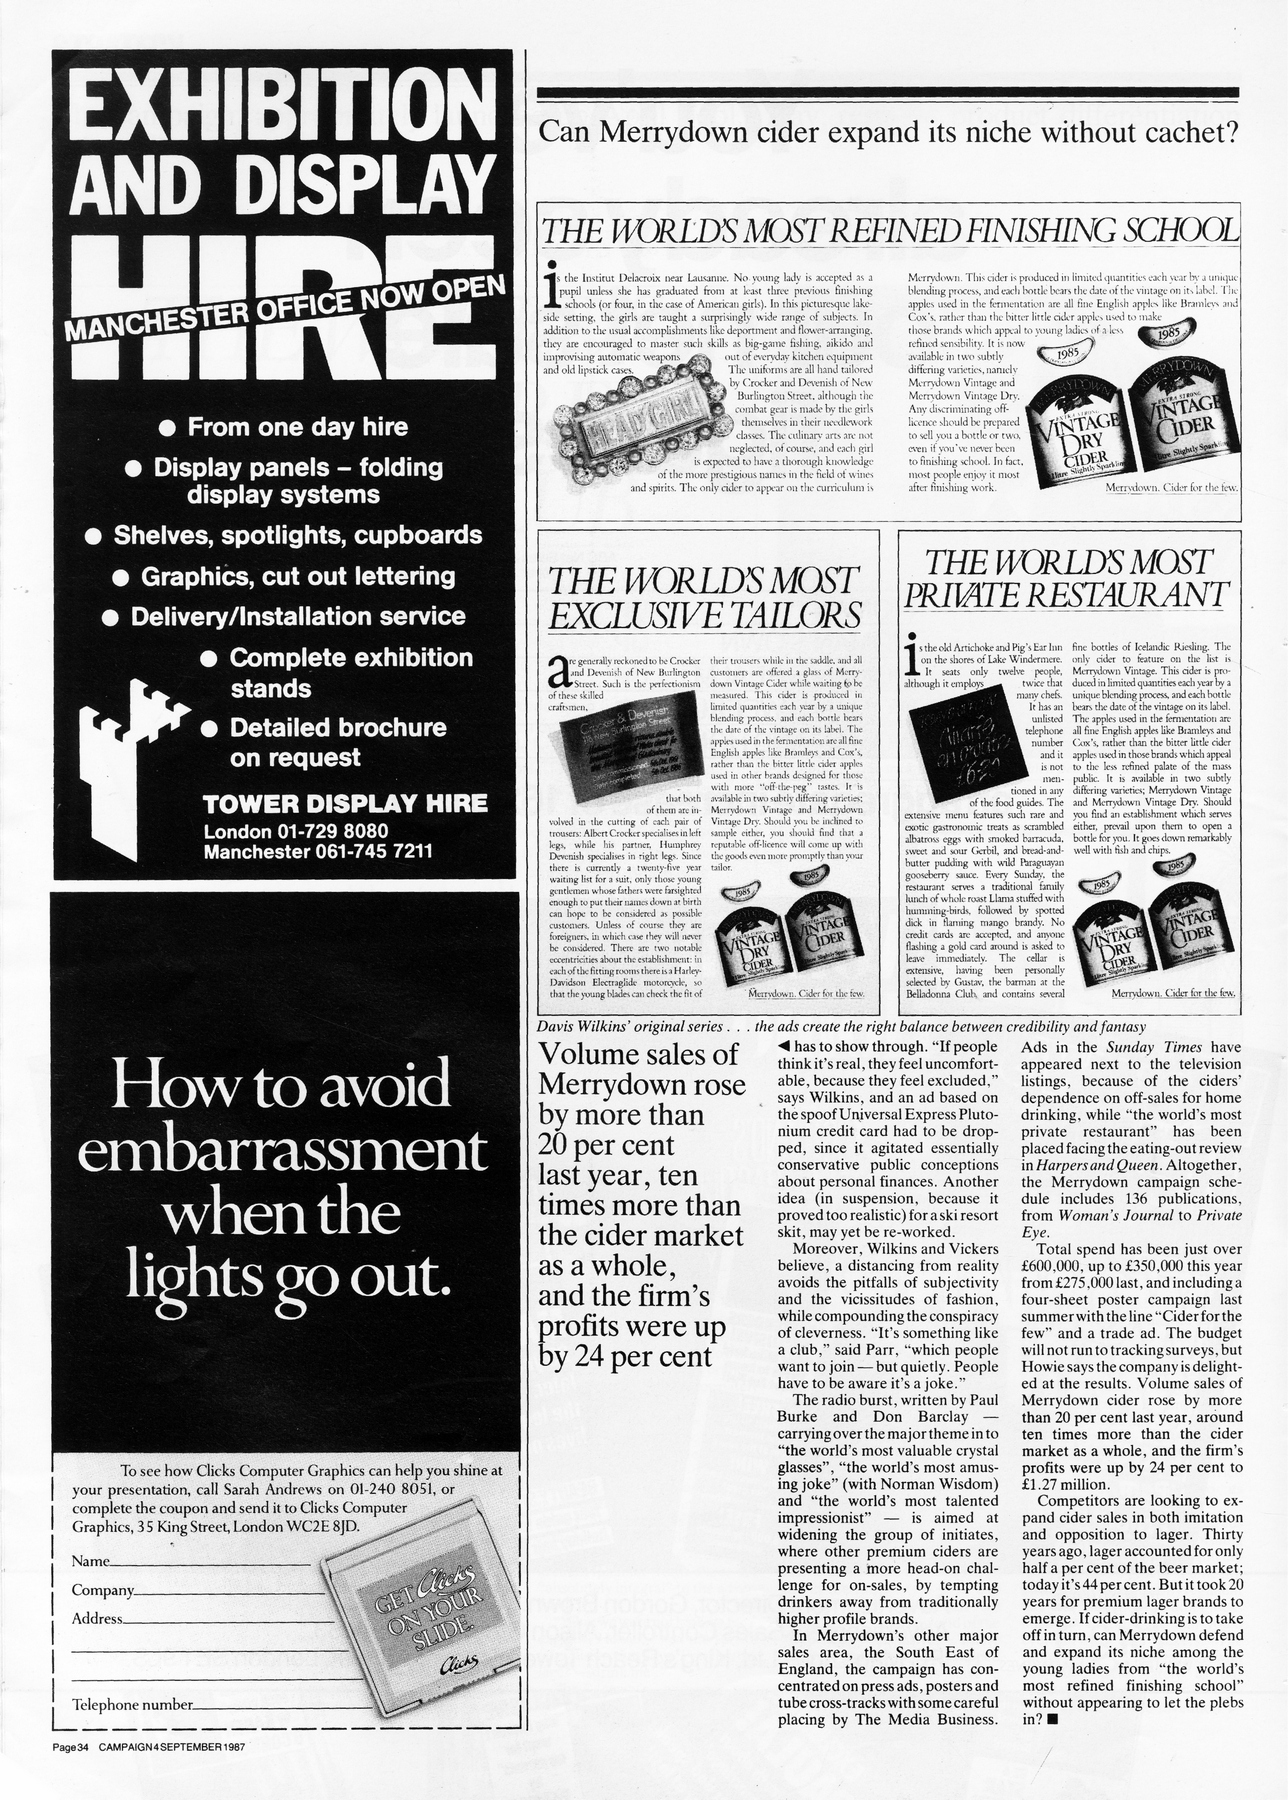 EXHIBITION
AND DISPLAY
HIRE
MANCHESTER OFFICE NOW OPEN
● From one day hire
● Display panels – folding
display systems
● Shelves, spotlights, cupboards
● Graphics, cut out lettering
● Delivery/Installation service
● Complete exhibition
stands
● Detailed brochure
on request
TOWER DISPLAY HIRE
London 01-729 8080
Manchester 061-745 7211
How to avoid
embarrassment
when the
lights go out.
To see how Clicks Computer Graphics can help you shine at
your presentation, call Sarah Andrews on 01-240 8051, or
complete the coupon and send it to Clicks Computer
Graphics, 35 King Street, London WC2E 8JD.
Name
Company
Address
Telephone number
GET Clicks
ON YOUR
SLIDE.
Clicks
Page 34 CAMPAIGN 4 SEPTEMBER 1987
Can Merrydown cider expand its niche without cachet?
THE WORLD'S MOST REFINED FINISHING SCHOOL
is the Institut Delacroix near Lausanne. No young lady is accepted as a
pupil unless she has graduated from at least three previous finishing
schools (or four, in the case of American girls). In this picturesque lake-
side setting, the girls are taught a surprisingly wide range of subjects. In
addition to the usual accomplishments like deportment and flower-arranging,
they are encouraged to master such skills as big-game fishing, aikido and
improvising automatic weapons out of everyday kitchen equipment
and old lipstick cases. The uniforms are all hand tailored
by Crocker and Devenish of New
Burlington Street, although the
combat gear is made by the girls
themselves in their needlework
classes. The culinary arts are not
neglected, of course, and each girl
is expected to have a thorough knowledge
of the more prestigious names in the field of wines
and spirits. The only cider to appear on the curriculum is
HEAD GIRL
Merrydown. This cider is produced in limited quantities each year by a unique
blending process, and each bottle bears the date of the vintage on its label. The
apples used in the fermentation are all fine English apples like Bramleys and
Cox's, rather than the bitter little cider apples used to make
those brands which appeal to young ladies of a less
refined sensibility. It is now
available in two subtly
differing varieties, namely
Merrydown Vintage and
Merrydown Vintage Dry.
Any discriminating off-
licence should be prepared
to sell you a bottle or two,
even if you've never been
to finishing school. In fact,
most people enjoy it most
after finishing work.
1985
1985
MERRYDOWN
EXTRA STRONG
VINTAGE
DRY
CIDER
1 litre Slightly Sparkling
MERRYDOWN
EXTRA STRONG
VINTAGE
CIDER
1 litre Slightly Sparkling
Merrydown. Cider for the few.
THE WORLD'S MOST
EXCLUSIVE TAILORS
are generally reckoned to be Crocker
and Devenish of New Burlington
Street. Such is the perfectionism
of these skilled
craftsmen,
Crocker & Devenish
New Burlington Street
that both
of them are in-
volved in the cutting of each pair of
trousers: Albert Crocker specialises in left
legs, while his partner, Humphrey
Devenish specialises in right legs. Since
there is currently a twenty-five year
waiting list for a suit, only those young
gentlemen whose fathers were farsighted
enough to put their names down at birth
can hope to be considered as possible
customers. Unless of course they are
foreigners, in which case they will never
be considered. There are two notable
eccentricities about the establishment: in
each of the fitting rooms there is a Harley-
Davidson Electraglide motorcycle, so
that the young blades can check the fit of
their trousers while in the saddle, and all
customers are offered a glass of Merry-
down Vintage Cider while waiting to be
measured. This cider is produced in
limited quantities each year by a unique
blending process, and each bottle bears
the date of the vintage on its label. The
apples used in the fermentation are all fine
English apples like Bramleys and Cox's,
rather than the bitter little cider apples
used in other brands designed for those
with more "off-the-peg" tastes. It is
available in two subtly differing varieties;
Merrydown Vintage and Merrydown
Vintage Dry. Should you be inclined to
sample either, you should find that a
reputable off-licence will come up with
the goods even more promptly than your
tailor.
1985
1985
VINTAGE
DRY
CIDER
VINTAGE
CIDER
Merrydown. Cider for the few.
THE WORLD'S MOST
PRIVATE RESTAURANT
is the old Artichoke and Pig's Ear Inn
on the shores of Lake Windermere.
It seats only twelve people,
although it employs twice that
many chefs.
It has an
unlisted
telephone
number
and it
is not
men-
tioned in any
of the food guides. The
extensive menu features such rare and
exotic gastronomic treats as scrambled
albatross eggs with smoked barracuda,
sweet and sour Gerbil, and bread-and-
butter pudding with wild Paraguayan
gooseberry sauce. Every Sunday, the
restaurant serves a traditional family
lunch of whole roast Llama stuffed with
humming-birds, followed by spotted
dick in flaming mango brandy. No
credit cards are accepted, and anyone
flashing a gold card around is asked to
leave immediately. The cellar is
extensive, having been personally
selected by Gustav, the barman at the
Belladonna Club, and contains several
fine bottles of Icelandic Riesling. The
only cider to feature on the list is
Merrydown Vintage. This cider is pro-
duced in limited quantities each year by a
unique blending process, and each bottle
bears the date of the vintage on its label.
The apples used in the fermentation are
all fine English apples like Bramleys and
Cox's, rather than the bitter little cider
apples used in those brands which appeal
to the less refined palate of the mass
public. It is available in two subtly
differing varieties; Merrydown Vintage
and Merrydown Vintage Dry. Should
you find an establishment which serves
either, prevail upon them to open a
bottle for you. It goes down remarkably
well with fish and chips.
1985
1985
VINTAGE
DRY
CIDER
VINTAGE
CIDER
Merrydown. Cider for the few.
Davis Wilkins' original series . . . the ads create the right balance between credibility and fantasy
Volume sales of
Merrydown rose
by more than
20 per cent
last year, ten
times more than
the cider market
as a whole,
and the firm's
profits were up
by 24 per cent
◀ has to show through. "If people
think it's real, they feel uncomfort-
able, because they feel excluded,"
says Wilkins, and an ad based on
the spoof Universal Express Pluto-
nium credit card had to be drop-
ped, since it agitated essentially
conservative public conceptions
about personal finances. Another
idea (in suspension, because it
proved too realistic) for a ski resort
skit, may yet be re-worked.
Moreover, Wilkins and Vickers
believe, a distancing from reality
avoids the pitfalls of subjectivity
and the vicissitudes of fashion,
while compounding the conspiracy
of cleverness. "It's something like
a club," said Parr, "which people
want to join — but quietly. People
have to be aware it's a joke."
The radio burst, written by Paul
Burke and Don Barclay —
carrying over the major theme in to
"the world's most valuable crystal
glasses", "the world's most amus-
ing joke" (with Norman Wisdom)
and "the world's most talented
impressionist" — is aimed at
widening the group of initiates,
where other premium ciders are
presenting a more head-on chal-
lenge for on-sales, by tempting
drinkers away from traditionally
higher profile brands.
In Merrydown's other major
sales area, the South East of
England, the campaign has con-
centrated on press ads, posters and
tube cross-tracks with some careful
placing by The Media Business.
Ads in the Sunday Times have
appeared next to the television
listings, because of the ciders'
dependence on off-sales for home
drinking, while "the world's most
private restaurant" has been
placed facing the eating-out review
in Harpers and Queen. Altogether,
the Merrydown campaign sche-
dule includes 136 publications,
from Woman's Journal to Private
Eye.
Total spend has been just over
£600,000, up to £350,000 this year
from £275,000 last, and including a
four-sheet poster campaign last
summer with the line "Cider for the
few" and a trade ad. The budget
will not run to tracking surveys, but
Howie says the company is delight-
ed at the results. Volume sales of
Merrydown cider rose by more
than 20 per cent last year, around
ten times more than the cider
market as a whole, and the firm's
profits were up by 24 per cent to
£1.27 million.
Competitors are looking to ex-
pand cider sales in both imitation
and opposition to lager. Thirty
years ago, lager accounted for only
half a per cent of the beer market;
today it's 44 per cent. But it took 20
years for premium lager brands to
emerge. If cider-drinking is to take
off in turn, can Merrydown defend
and expand its niche among the
young ladies from "the world's
most refined finishing school"
without appearing to let the plebs
in? ■